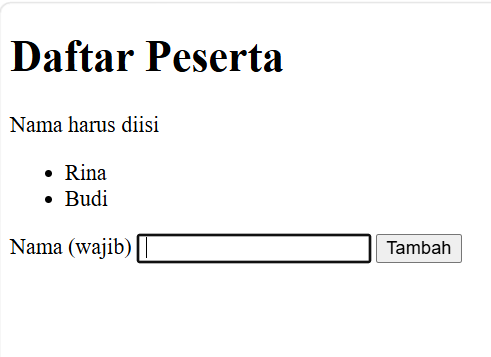 Daftar Peserta
Nama harus diisi
Rina
Budi
Nama (wajib) Tambah